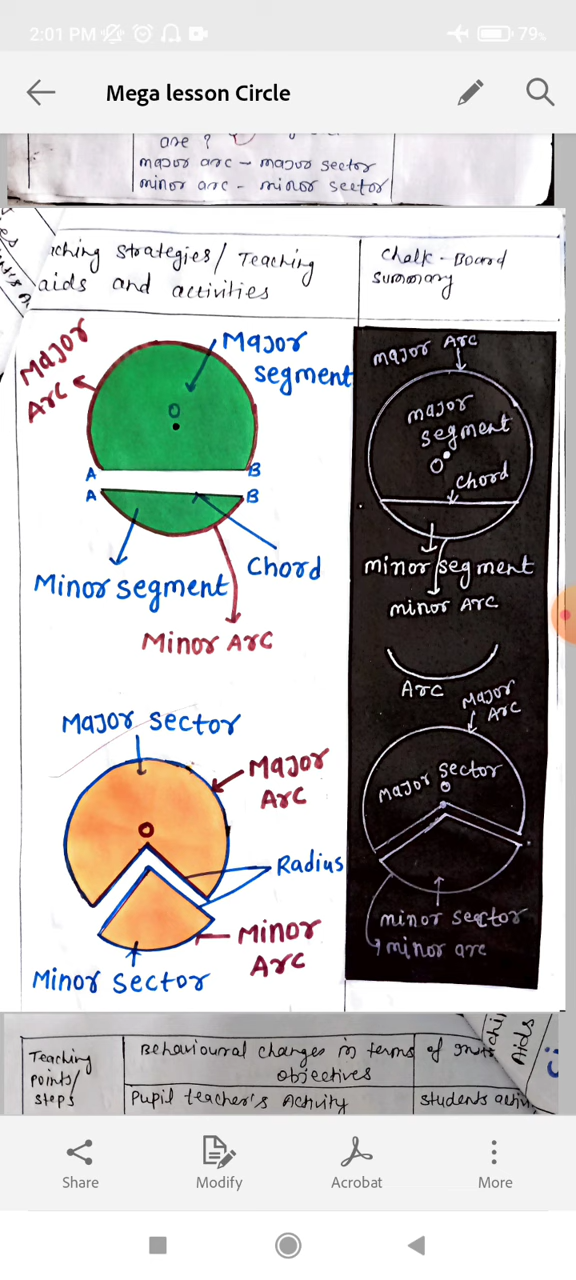 2:01 PM
79%
Mega lesson Circle
are ?
major arc - major sector
minor arc - minor sector
ching strategies/ Teaching
aids and activities
Chalk-Board
summary
Major
Arc
Major
segment
O
A
B
A
B
Minor segment
Chord
Minor Arc
major Arc
major
segment
O
chord
minor segment
minor Arc
Arc
Major
Arc
Major sector
O
minor sector
minor arc
Major sector
Major
Arc
O
Radius
Minor
Arc
Minor sector
Aids
Teaching
points/
steps
Behavioural changes in terms of
objectives
Pupil teacher's Activity
students
Share
Modify
Acrobat
More